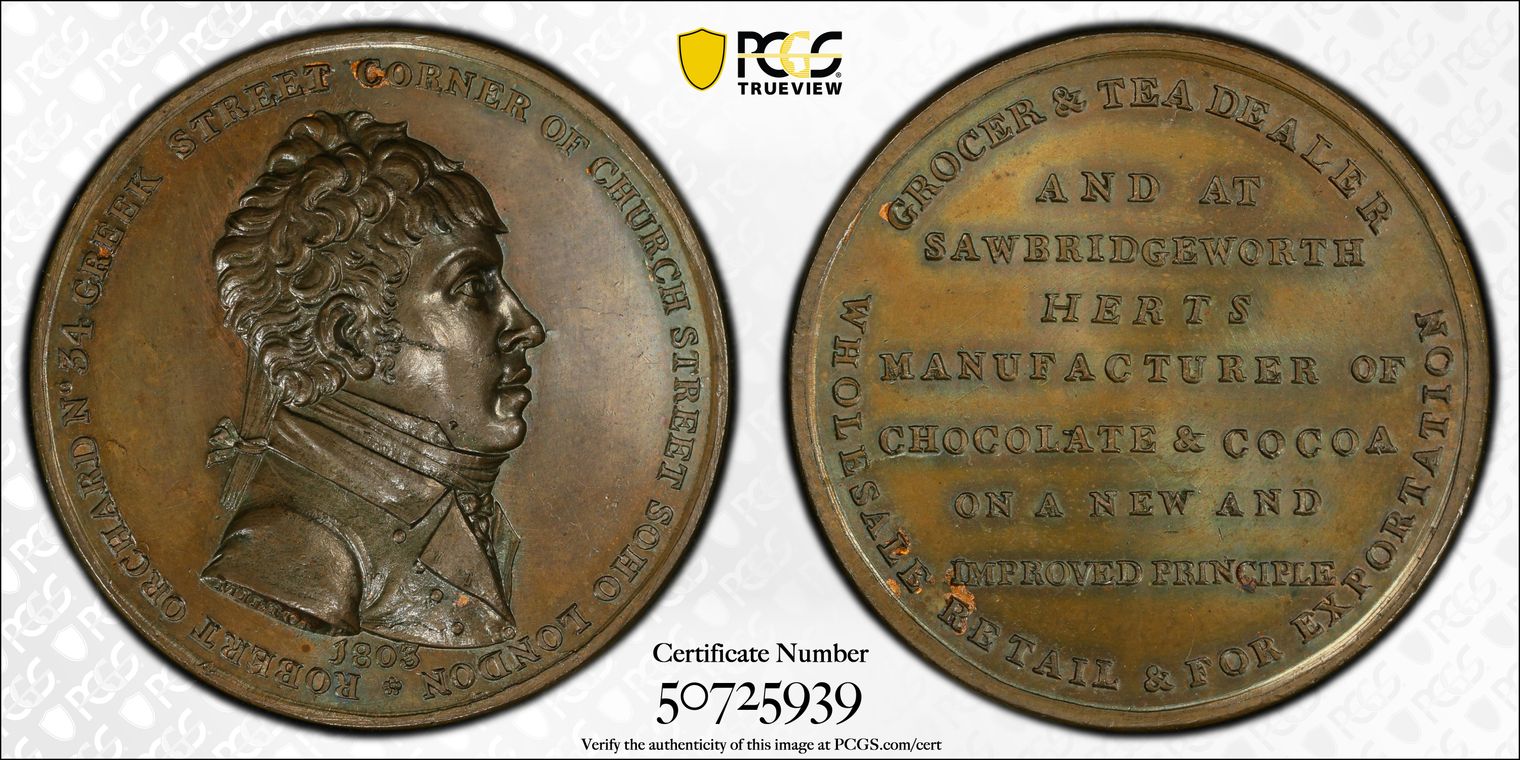 PCGS
TRUEVIEW
ROBERT ORCHARD Nº 34 GREEK STREET CORNER OF CHURCH STREET SOHO LONDON
1803
GROCER & TEA DEALER
AND AT
SAWBRIDGEWORTH
HERTS
MANUFACTURER OF
CHOCOLATE & COCOA
ON A NEW AND
IMPROVED PRINCIPLE
WHOLESALE RETAIL & FOR EXPORTATION
Certificate Number
50725939
Verify the authenticity of this image at PCGS.com/cert